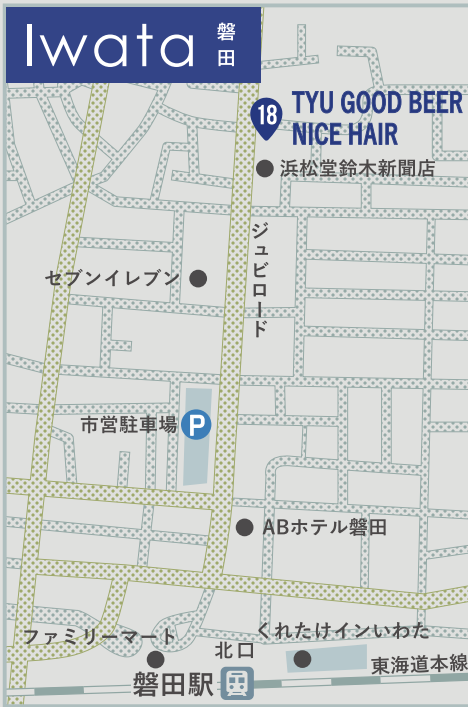 Iwata
磐田
18
TYU GOOD BEER
NICE HAIR
浜松堂鈴木新聞店
ジュビロード
セブンイレブン
市営駐車場
P
ABホテル磐田
ファミリーマート
北口
くれたけインいわた
磐田駅
東海道本線